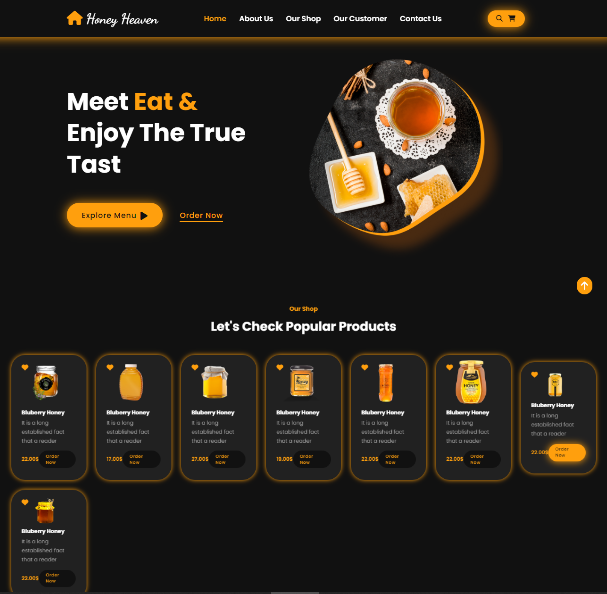 Honey Heaven
Home
About Us
Our Shop
Our Customer
Contact Us
Meet Eat &
Enjoy The True
Tast
Explore Menu
Order Now
Our Shop
Let's Check Popular Products
Bluberry Honey
It is a long
established fact
that a reader
22.00$
Order
Now
Bluberry Honey
It is a long
established fact
that a reader
17.00$
Order
Now
Bluberry Honey
It is a long
established fact
that a reader
27.00$
Order
Now
Bluberry Honey
It is a long
established fact
that a reader
18.00$
Order
Now
Bluberry Honey
It is a long
established fact
that a reader
22.00$
Order
Now
HONEY
Bluberry Honey
It is a long
established fact
that a reader
22.00$
Order
Now
Bluberry Honey
It is a long
established fact
that a reader
22.00$
Order
Now
Bluberry Honey
It is a long
established fact
that a reader
22.00$
Order
Now